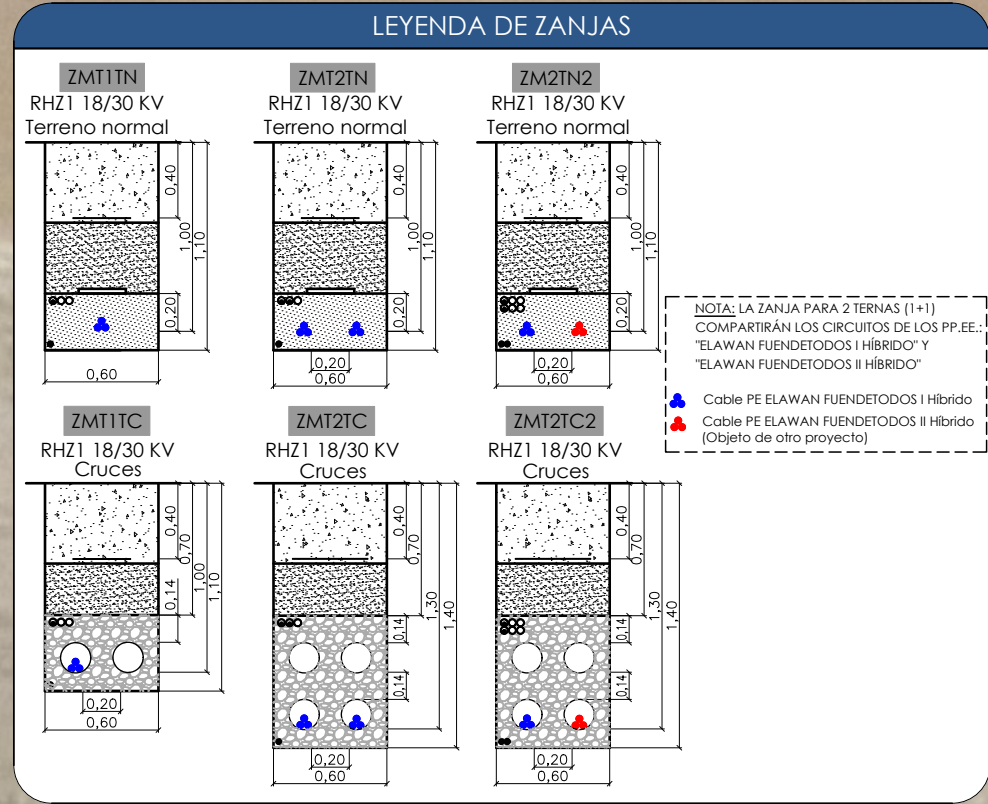 LEYENDA DE ZANJAS
ZMT1TN
RHZ1 18/30 KV
Terreno normal
0,40
1,00
1,10
0,20
0,60
ZMT2TN
RHZ1 18/30 KV
Terreno normal
0,40
1,00
1,10
0,20
0,20
0,60
ZM2TN2
RHZ1 18/30 KV
Terreno normal
0,40
1,00
1,10
0,20
0,20
0,60
NOTA: LA ZANJA PARA 2 TERNAS (1+1)
COMPARTIRÁN LOS CIRCUITOS DE LOS PP.EE.:
"ELAWAN FUENDETODOS I HÍBRIDO" Y
"ELAWAN FUENDETODOS II HÍBRIDO"
Cable PE ELAWAN FUENDETODOS I Híbrido
Cable PE ELAWAN FUENDETODOS II Híbrido
(Objeto de otro proyecto)
ZMT1TC
RHZ1 18/30 KV
Cruces
0,40
0,70
0,14
1,00
1,10
0,20
0,60
ZMT2TC
RHZ1 18/30 KV
Cruces
0,40
0,70
0,14
0,14
1,30
1,40
0,20
0,60
ZMT2TC2
RHZ1 18/30 KV
Cruces
0,40
0,70
0,14
0,14
1,30
1,40
0,20
0,60